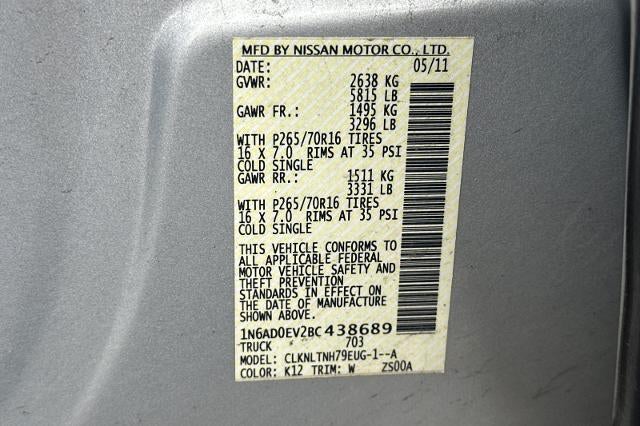 MFD BY NISSAN MOTOR CO., LTD.
DATE: 05/11
GVWR: 2638 KG
5815 LB
GAWR FR.: 1495 KG
3296 LB
WITH P265/70R16 TIRES
16 X 7.0 RIMS AT 35 PSI
COLD SINGLE
GAWR RR.: 1511 KG
3331 LB
WITH P265/70R16 TIRES
16 X 7.0 RIMS AT 35 PSI
COLD SINGLE
THIS VEHICLE CONFORMS TO
ALL APPLICABLE FEDERAL
MOTOR VEHICLE SAFETY AND
THEFT PREVENTION
STANDARDS IN EFFECT ON
THE DATE OF MANUFACTURE
SHOWN ABOVE.
1N6AD0EV2BC438689
TRUCK 703
MODEL: CLKNLTNH79EUG-1--A
COLOR: K12 TRIM: W ZS00A